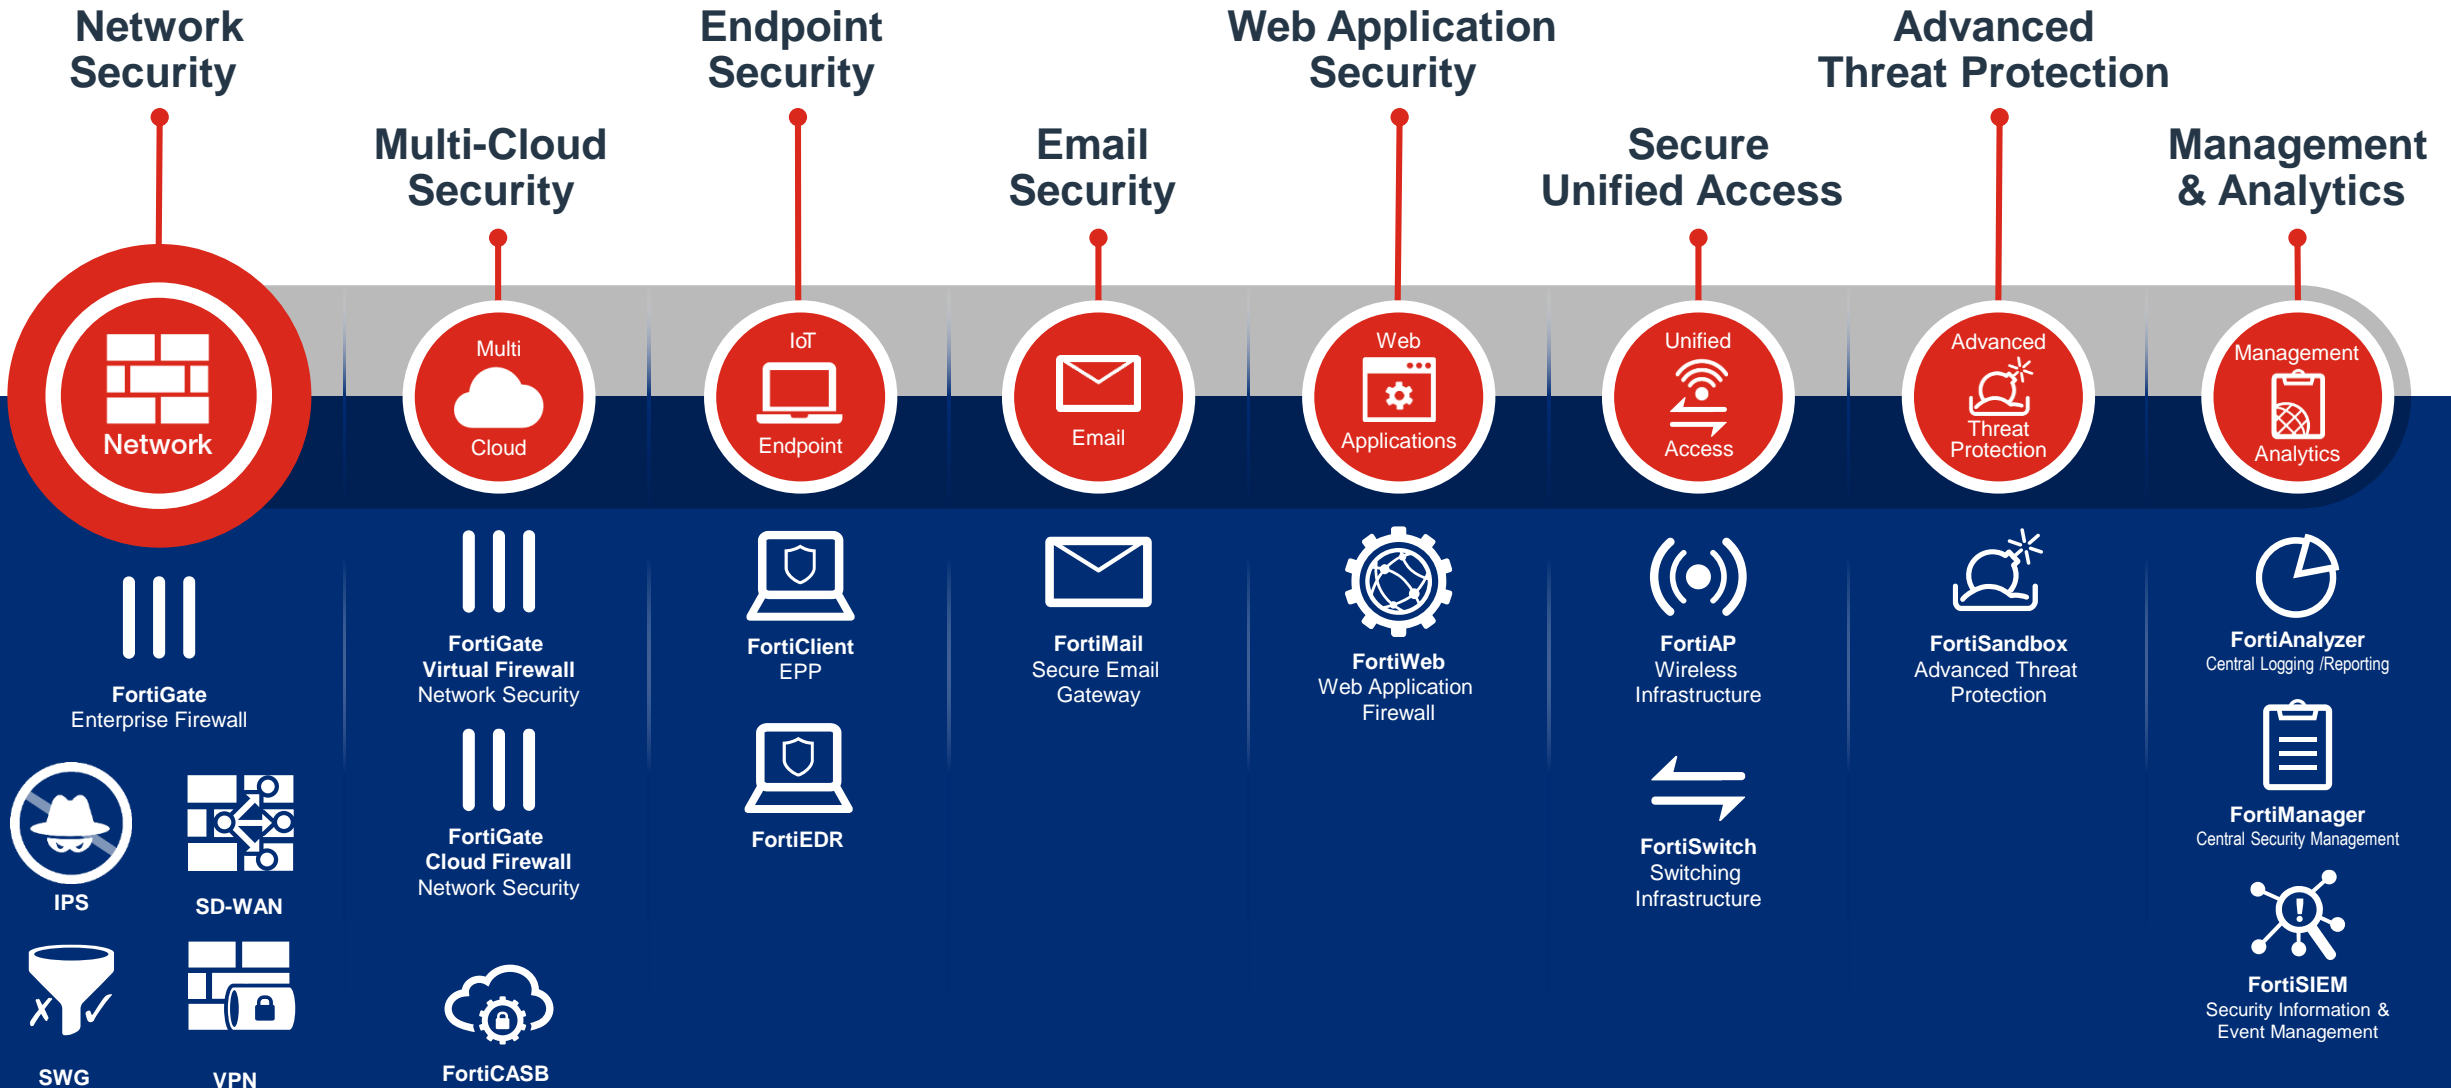 Network
Security
Multi-Cloud
Security
Endpoint
Security
Email
Security
Web Application
Security
Secure
Unified Access
Advanced
Threat Protection
Management
& Analytics
Network
Multi
Cloud
IoT
Endpoint
Email
Web
Applications
Unified
Access
Advanced
Threat
Protection
Management
Analytics
FortiGate
Enterprise Firewall
IPS
SD-WAN
SWG
VPN
FortiGate
Virtual Firewall
Network Security
FortiGate
Cloud Firewall
Network Security
FortiCASB
FortiClient
EPP
FortiEDR
FortiMail
Secure Email
Gateway
FortiWeb
Web Application
Firewall
FortiAP
Wireless
Infrastructure
FortiSwitch
Switching
Infrastructure
FortiSandbox
Advanced Threat
Protection
FortiAnalyzer
Central Logging /Reporting
FortiManager
Central Security Management
FortiSIEM
Security Information &
Event Management